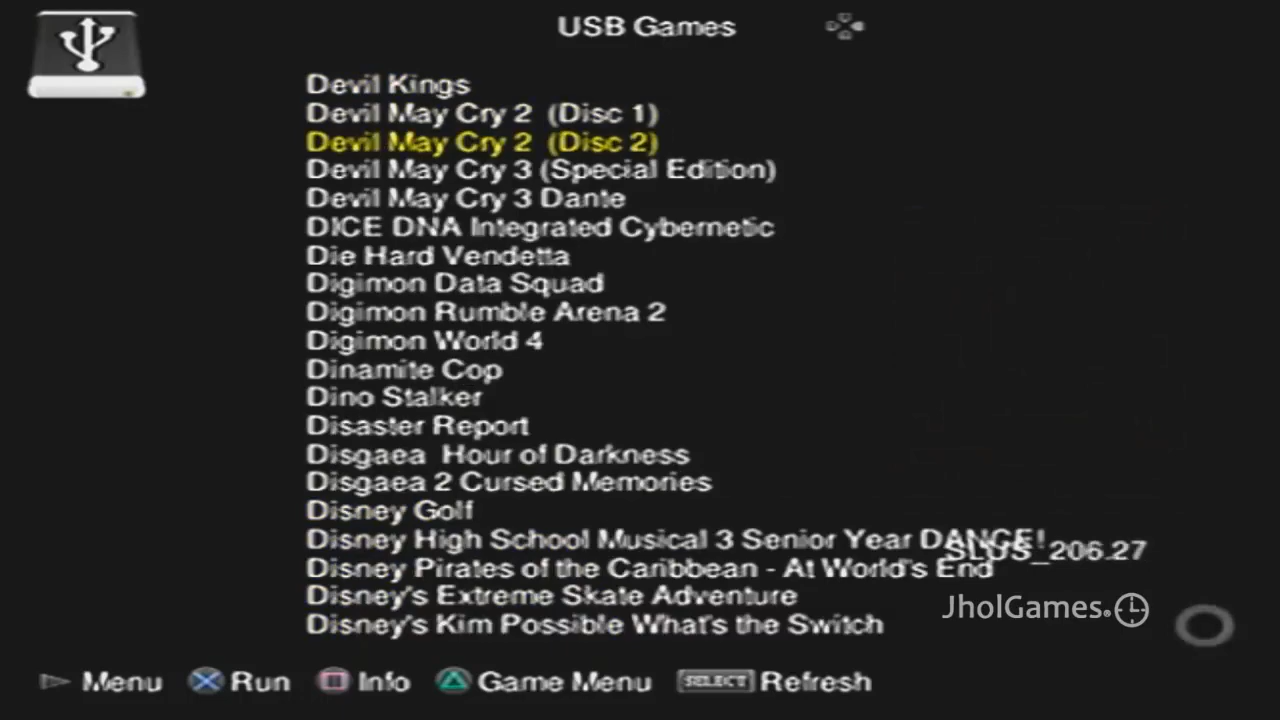 USB Games
Devil Kings
Devil May Cry 2  (Disc 1)
Devil May Cry 2  (Disc 2)
Devil May Cry 3 (Special Edition)
Devil May Cry 3 Dante
DICE DNA Integrated Cybernetic
Die Hard Vendetta
Digimon Data Squad
Digimon Rumble Arena 2
Digimon World 4
Dinamite Cop
Dino Stalker
Disaster Report
Disgaea  Hour of Darkness
Disgaea 2 Cursed Memories
Disney Golf
Disney High School Musical 3 Senior Year DANCE!
SLUS_206.27
Disney Pirates of the Caribbean - At World's End
Disney's Extreme Skate Adventure
JholGames.
Disney's Kim Possible What's the Switch
Menu Run Info Game Menu SELECT Refresh